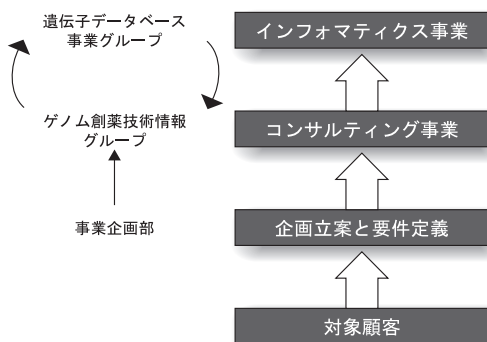 遺伝子データベース
事業グループ
ゲノム創薬技術情報
グループ
事業企画部
インフォマティクス事業
コンサルティング事業
企画立案と要件定義
対象顧客